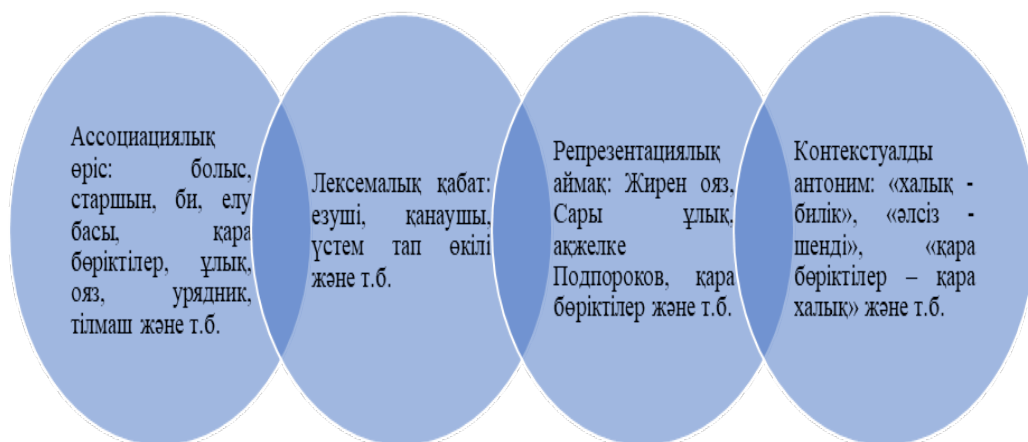 Ассоциациялық
өріс: болыс,
старшын, би, елу
басы, қара
бөріктілер, ұлық,
ояз, урядник,
тілмаш және т.б.
Лексемалық қабат:
езуші, қанаушы,
үстем тап өкілі
және т.б.
Репрезентациялық
аймақ: Жирен ояз,
Сары ұлық,
ақжелке
Подпороков, қара
бөріктілер және т.б.
Контекстуалды
антоним: «халық -
билік», «әлсіз -
шенді», «қара
бөріктілер – қара
халық» және т.б.